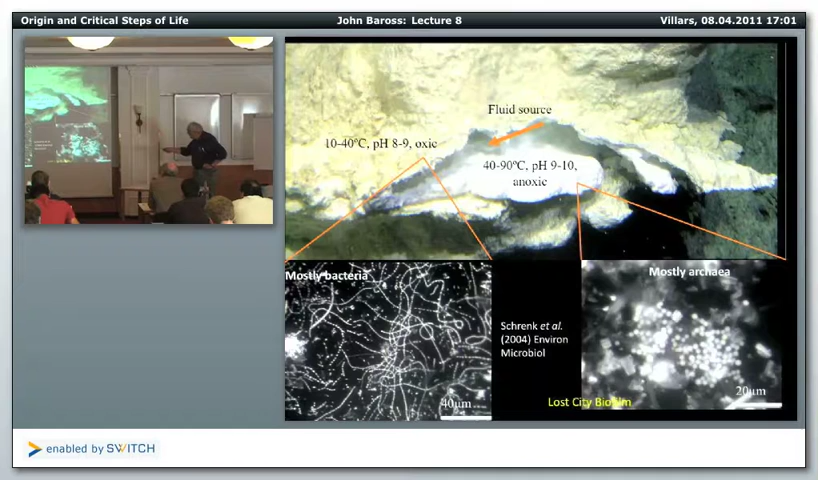 Origin and Critical Steps of Life
John Baross: Lecture 8
Villars, 08.04.2011 17:01
Fluid source
10-40°C, pH 8-9, oxic
40-90°C, pH 9-10,
anoxic
Mostly bacteria
Mostly archaea
Schrenk et al.
(2004) Environ
Microbiol
40µm
20µm
Lost City Biofilm
enabled by SWITCH